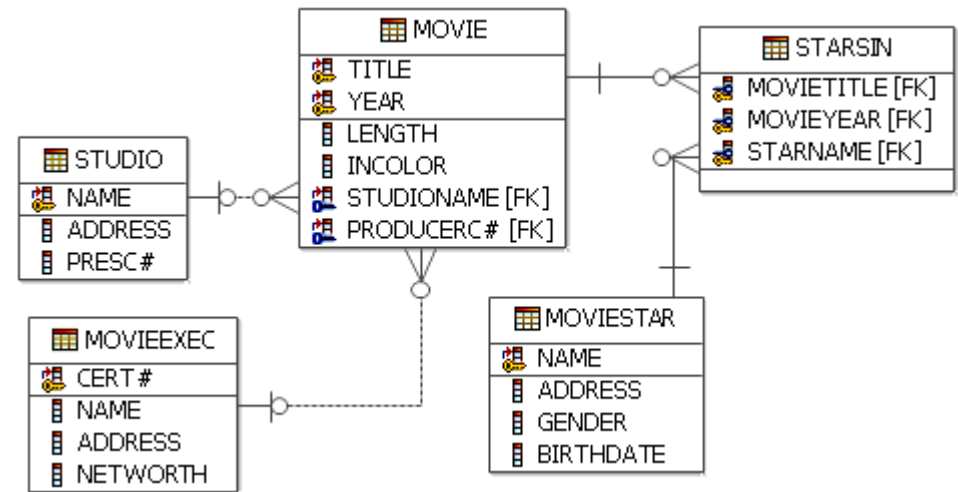 MOVIE
TITLE
YEAR
LENGTH
INCOLOR
STUDIONAME [FK]
PRODUCERC# [FK]
STARSIN
MOVIETITLE [FK]
MOVIEYEAR [FK]
STARNAME [FK]
STUDIO
NAME
ADDRESS
PRESC#
MOVIEEXEC
CERT#
NAME
ADDRESS
NETWORTH
MOVIESTAR
NAME
ADDRESS
GENDER
BIRTHDATE